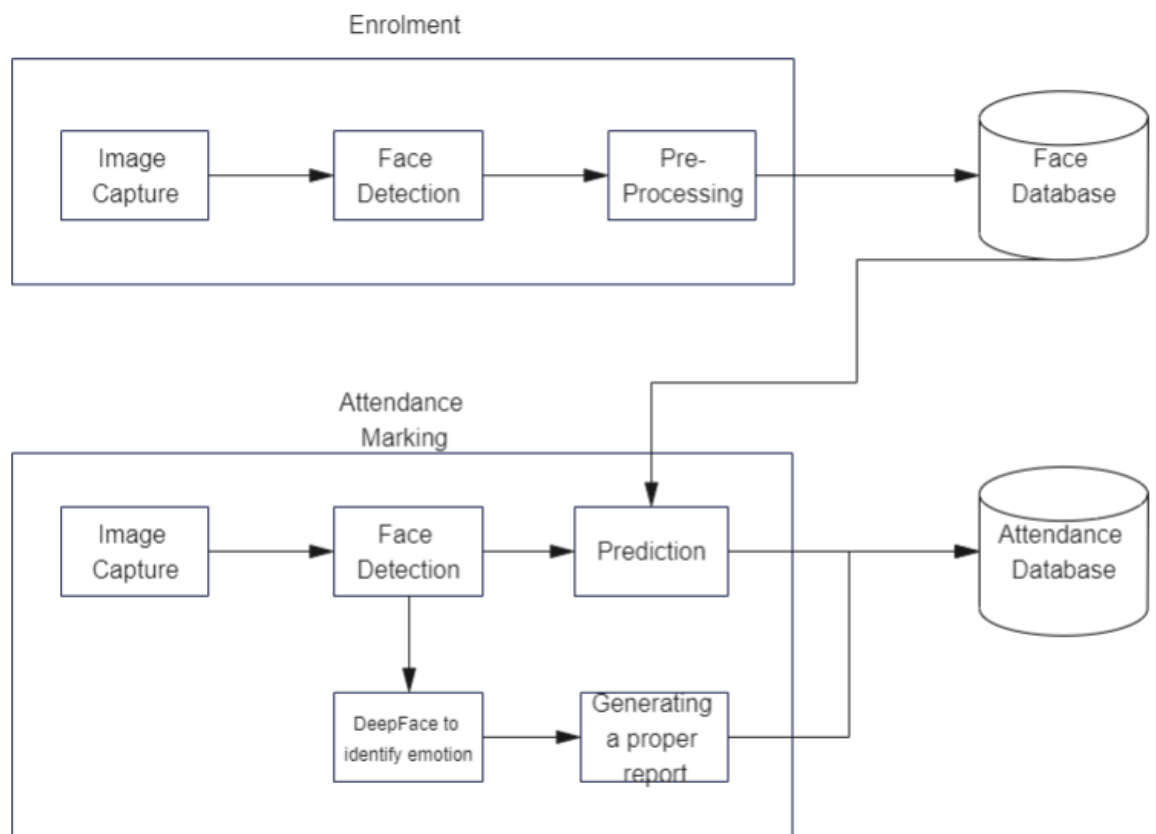 Enrolment
Image
Capture
Face
Detection
Pre-
Processing
Face
Database
Attendance
Marking
Image
Capture
Face
Detection
Prediction
Attendance
Database
DeepFace to
identify emotion
Generating
a proper
report